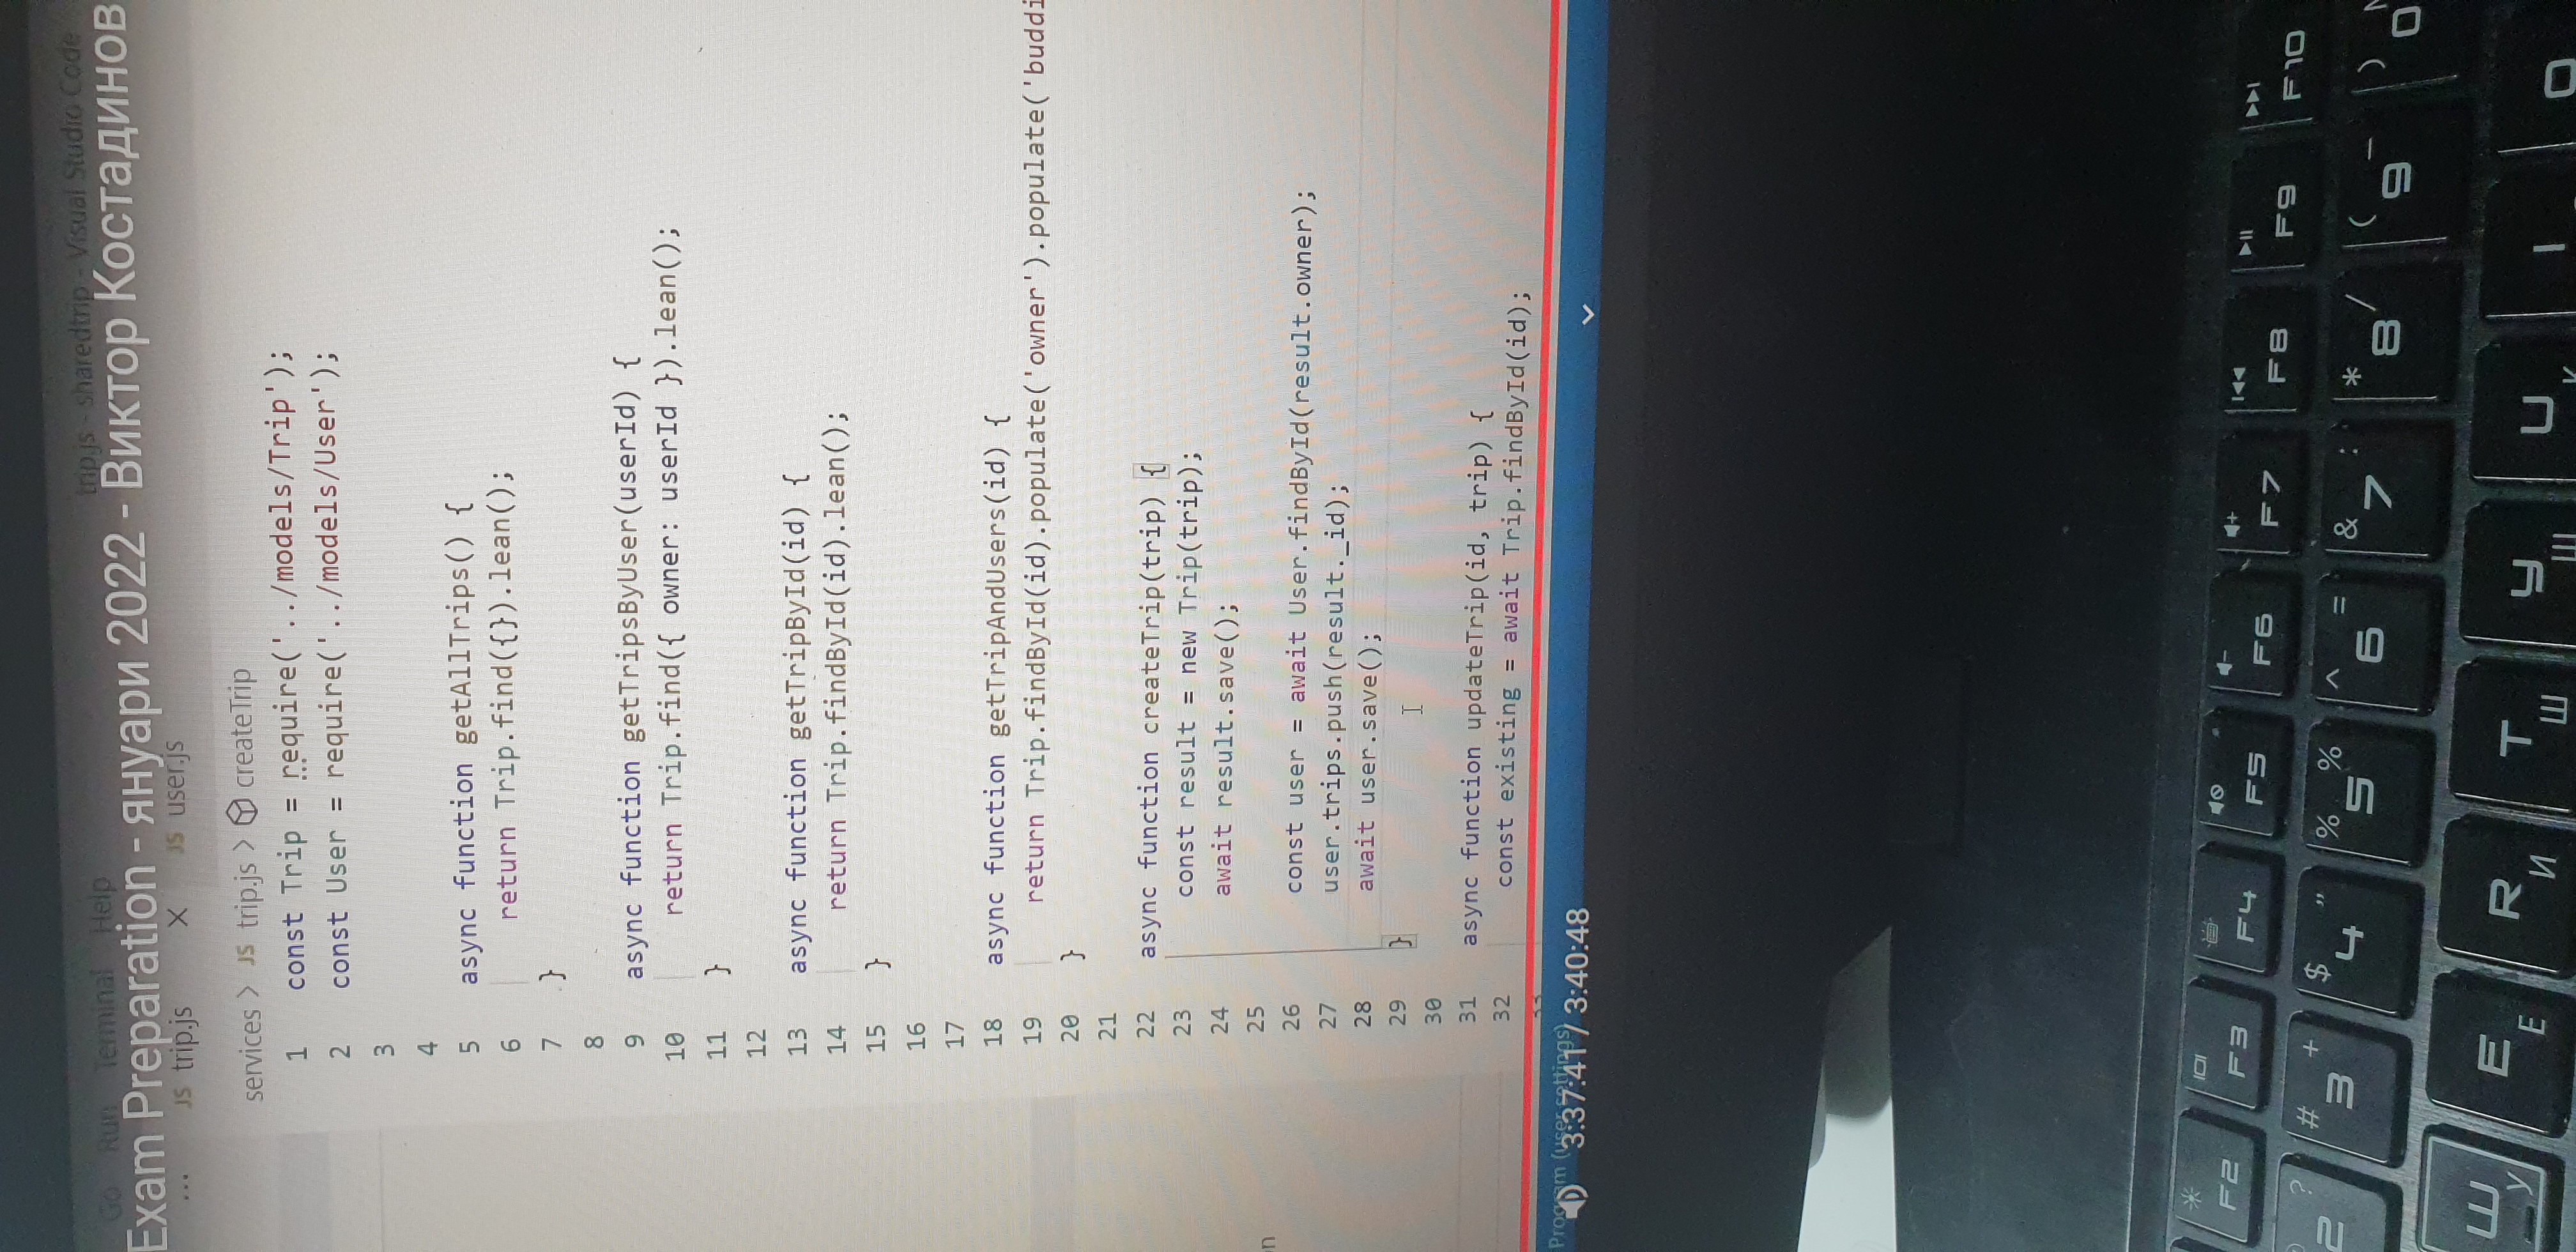 Go Run Terminal Help
trip.js - sharedtrip - Visual Studio Code
Exam Preparation - януари 2022 - Виктор Костадинов
... JS trip.js X JS user.js
services > JS trip.js > createTrip
1 const Trip = require('../models/Trip');
2 const User = require('../models/User');
3
4
5 async function getAllTrips() {
6 return Trip.find({}).lean();
7 }
8
9 async function getTripsByUser(userId) {
10 return Trip.find({ owner: userId }).lean();
11 }
12
13 async function getTripById(id) {
14 return Trip.findById(id).lean();
15 }
16
17
18 async function getTripAndUsers(id) {
19 return Trip.findById(id).populate('owner').populate('buddi
20 }
21
22 async function createTrip(trip) {
23 const result = new Trip(trip);
24 await result.save();
25
26 const user = await User.findById(result.owner);
27 user.trips.push(result._id);
28 await user.save();
29 }
30
31 async function updateTrip(id, trip) {
32 const existing = await Trip.findById(id);
Program (user settings)
3:37:41 / 3:40:48
F2 F3 F4 F5 F6 F7 F8 F9 F10
2 ? # + 3 $ " 4 % % 5 ^ = 6 & : 7 * / 8 ( _ 9 ) 0
Ш У E Е R И T Ш У Щ U I O